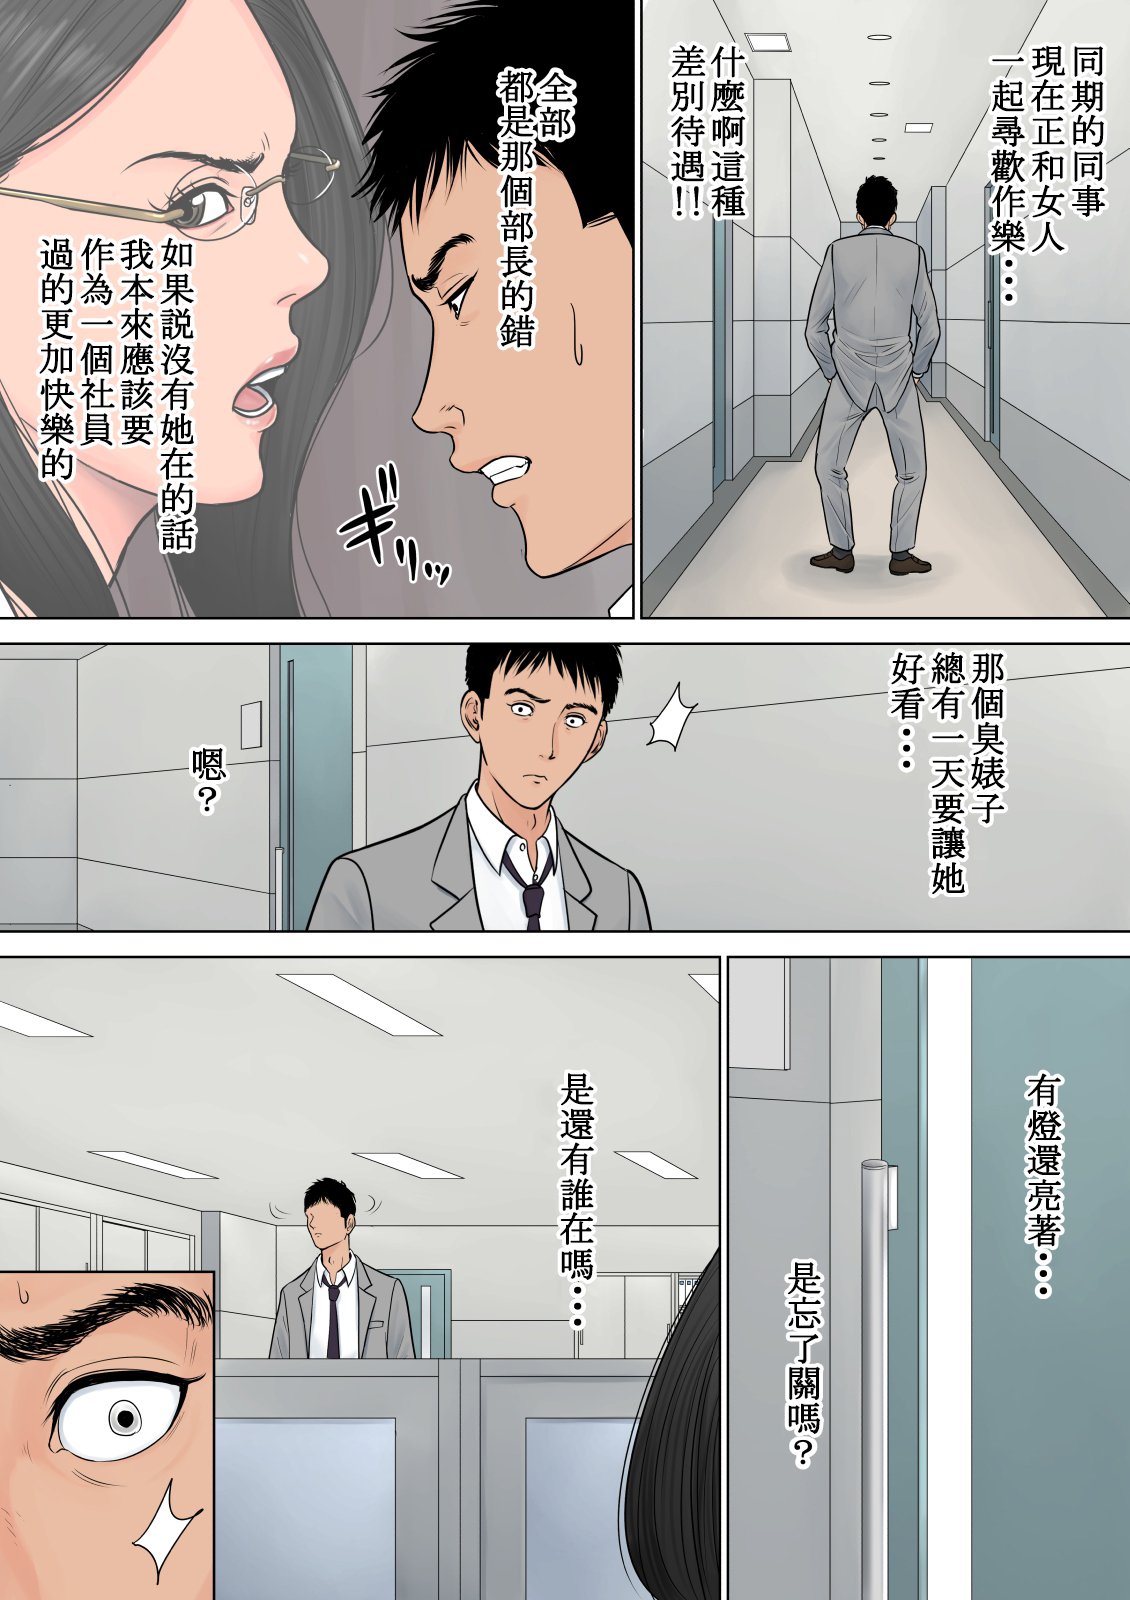 同期的同事
現在正和女人
一起尋歡作樂･･･
什麼啊這種
差別待遇!!
全部
都是那個部長的錯
如果說沒有她在的話
我本來應該要
作為一個社員
過的更加快樂的
ギリッ
那個臭婊子
總有一天要讓她
好看･･･
嗯？
有燈還亮著･･･
是忘了關嗎？
是還有誰在嗎･･･